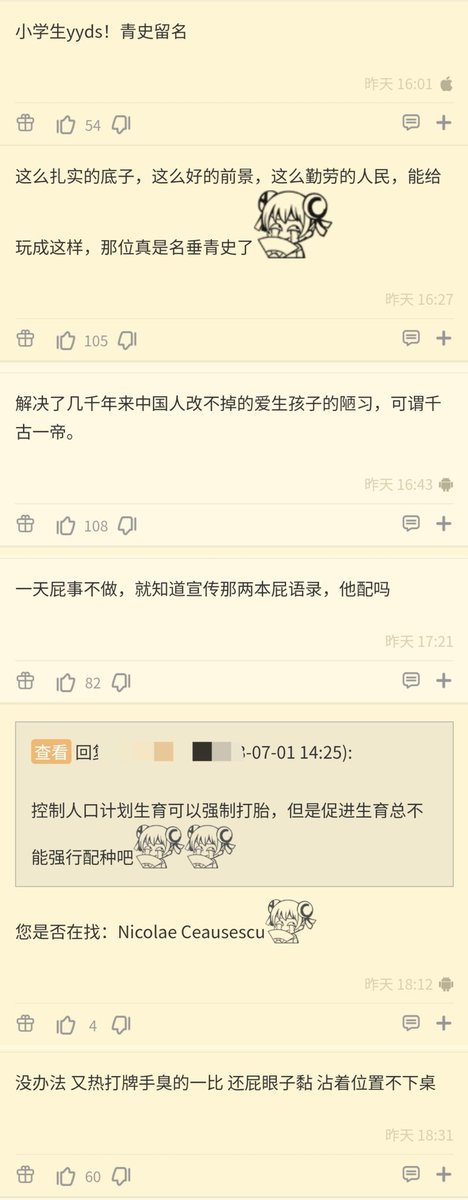 小学生yyds！青史留名
昨天 16:01
54
这么扎实的底子，这么好的前景，这么勤劳的人民，能给
玩成这样，那位真是名垂青史了
昨天 16:27
105
解决了几千年来中国人改不掉的爱生孩子的陋习，可谓千
古一帝。
昨天 16:43
108
一天屁事不做，就知道宣传那两本屁语录，他配吗
昨天 17:21
82
查看 回复 -07-01 14:25):
控制人口计划生育可以强制打胎，但是促进生育总不
能强行配种吧
您是否在找：Nicolae Ceausescu
昨天 18:12
4
没办法 又热打牌手臭的一比 还屁眼子黏 沾着位置不下桌
昨天 18:31
60